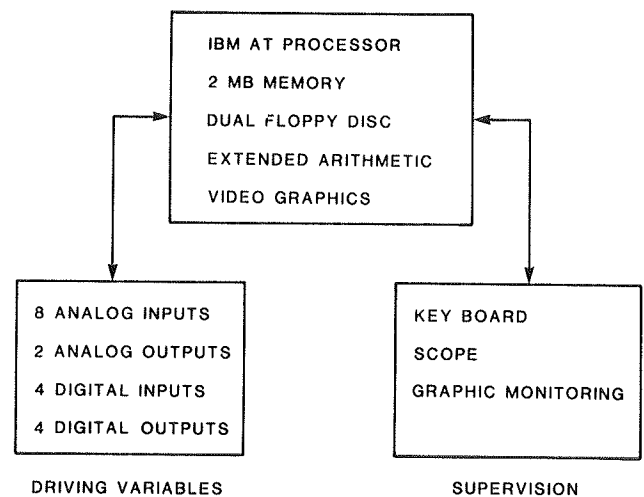 IBM AT PROCESSOR
2 MB MEMORY
DUAL FLOPPY DISC
EXTENDED ARITHMETIC
VIDEO GRAPHICS
8 ANALOG INPUTS
2 ANALOG OUTPUTS
4 DIGITAL INPUTS
4 DIGITAL OUTPUTS
DRIVING VARIABLES
KEY BOARD
SCOPE
GRAPHIC MONITORING
SUPERVISION